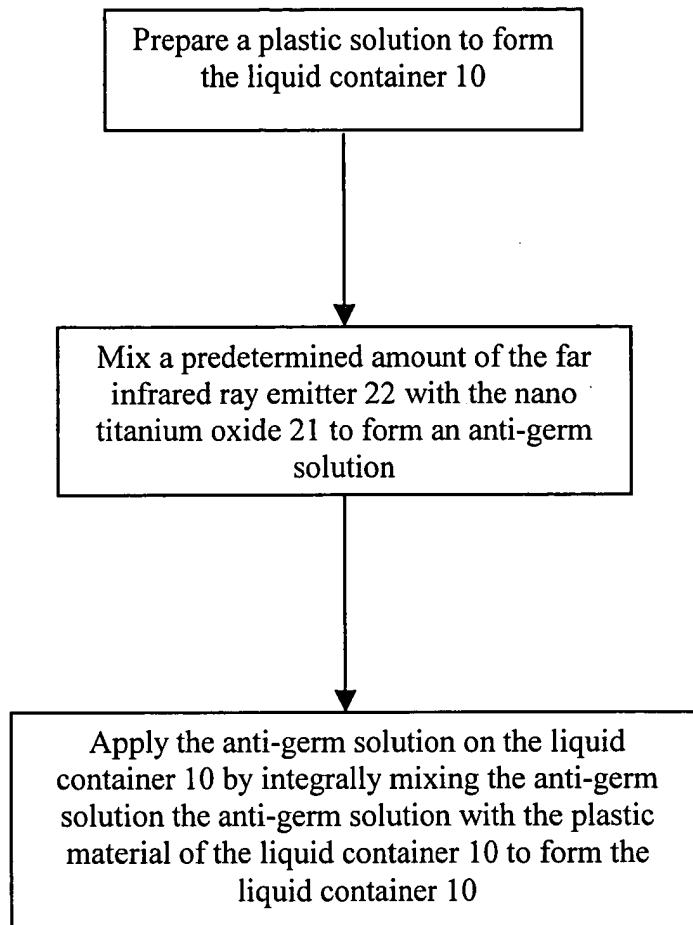 Prepare a plastic solution to form
the liquid container 10
Mix a predetermined amount of the far
infrared ray emitter 22 with the nano
titanium oxide 21 to form an anti-germ
solution
Apply the anti-germ solution on the liquid
container 10 by integrally mixing the anti-germ
solution the anti-germ solution with the plastic
material of the liquid container 10 to form the
liquid container 10